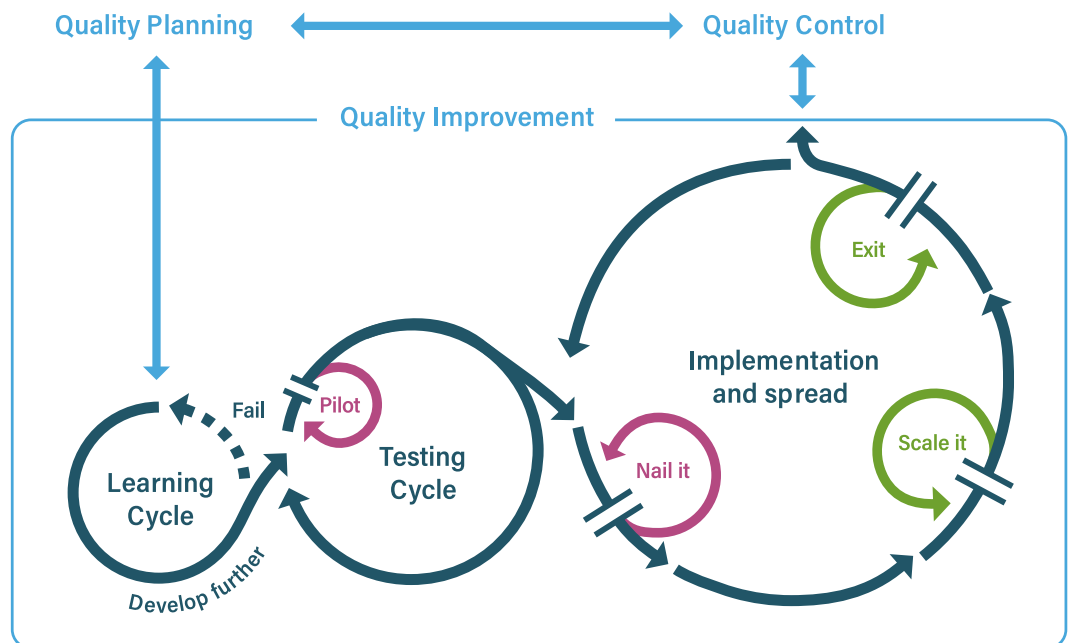 Quality Planning
Quality Control
Quality Improvement
Exit
Implementation
and spread
Fail
Pilot
Testing
Cycle
Scale it
Nail it
Learning
Cycle
Develop further